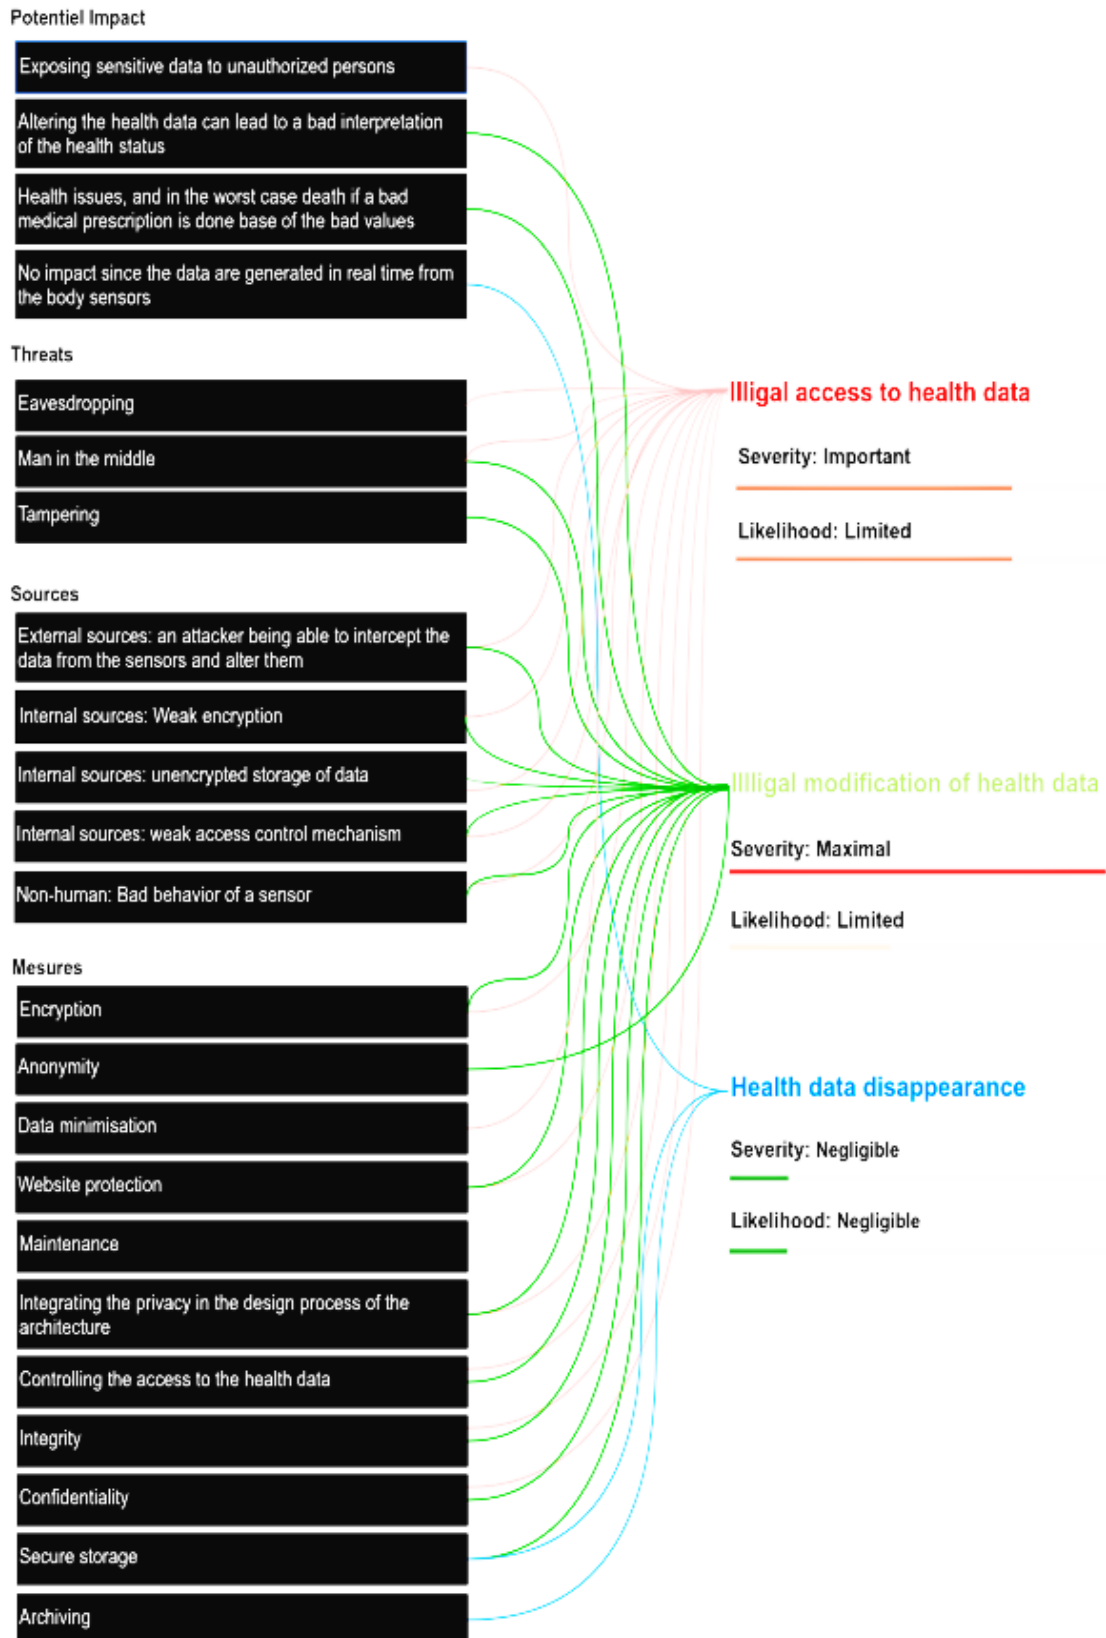 Potentiel Impact
Exposing sensitive data to unauthorized persons
Altering the health data can lead to a bad interpretation
of the health status
Health issues, and in the worst case death if a bad
medical prescription is done base of the bad values
No impact since the data are generated in real time from
the body sensors
Threats
Eavesdropping
Man in the middle
Tampering
Sources
External sources: an attacker being able to intercept the
data from the sensors and alter them
Internal sources: Weak encryption
Internal sources: unencrypted storage of data
Internal sources: weak access control mechanism
Non-human: Bad behavior of a sensor
Mesures
Encryption
Anonymity
Data minimisation
Website protection
Maintenance
Integrating the privacy in the design process of the
architecture
Controlling the access to the health data
Integrity
Confidentiality
Secure storage
Archiving
Illigal access to health data
Severity: Important
Likelihood: Limited
Illligal modification of health data
Severity: Maximal
Likelihood: Limited
Health data disappearance
Severity: Negligible
Likelihood: Negligible